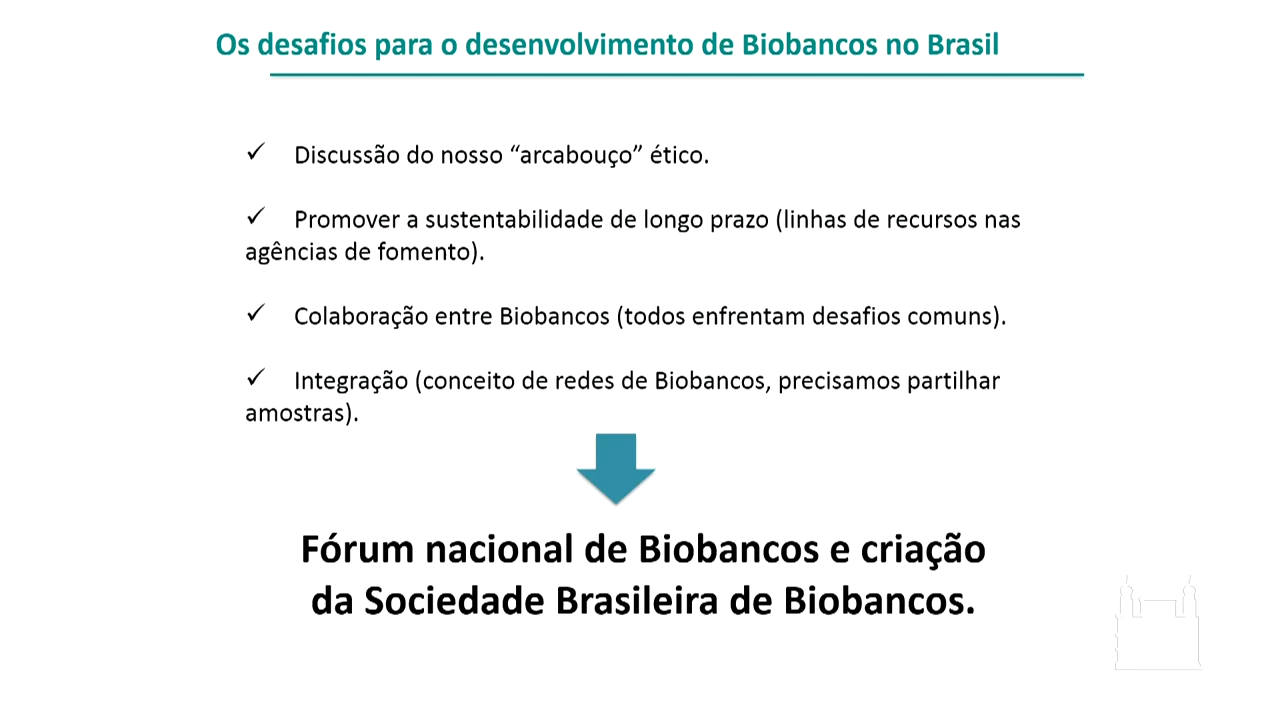 Os desafios para o desenvolvimento de Biobancos no Brasil
✓ Discussão do nosso “arcabouço” ético.
✓ Promover a sustentabilidade de longo prazo (linhas de recursos nas
agências de fomento).
✓ Colaboração entre Biobancos (todos enfrentam desafios comuns).
✓ Integração (conceito de redes de Biobancos, precisamos partilhar
amostras).
Fórum nacional de Biobancos e criação
da Sociedade Brasileira de Biobancos.